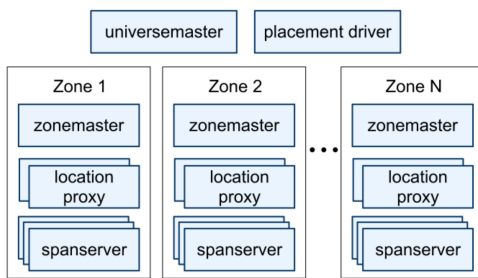 universemaster
placement driver
Zone 1
Zone 2
Zone N
zonemaster
zonemaster
zonemaster
location
proxy
location
proxy
location
proxy
spanserver
spanserver
spanserver